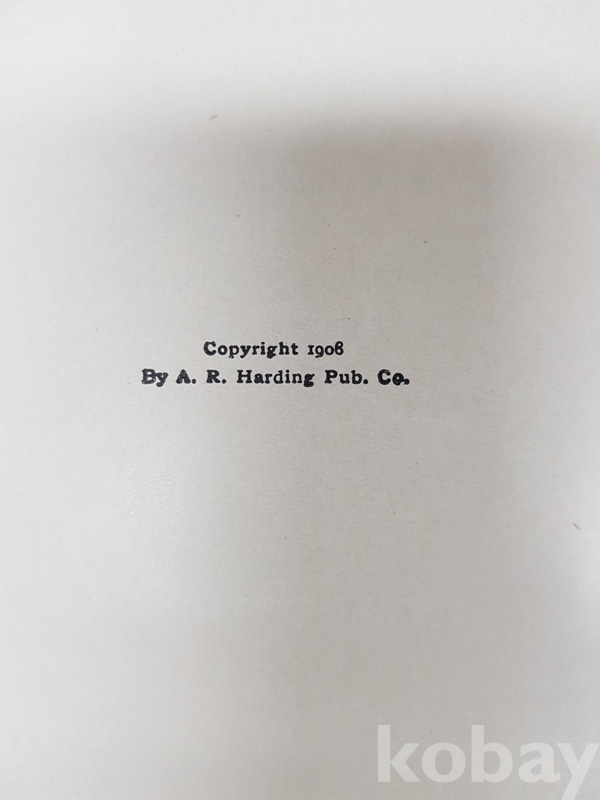 Copyright 1908
By A. R. Harding Pub. Co.
kobay